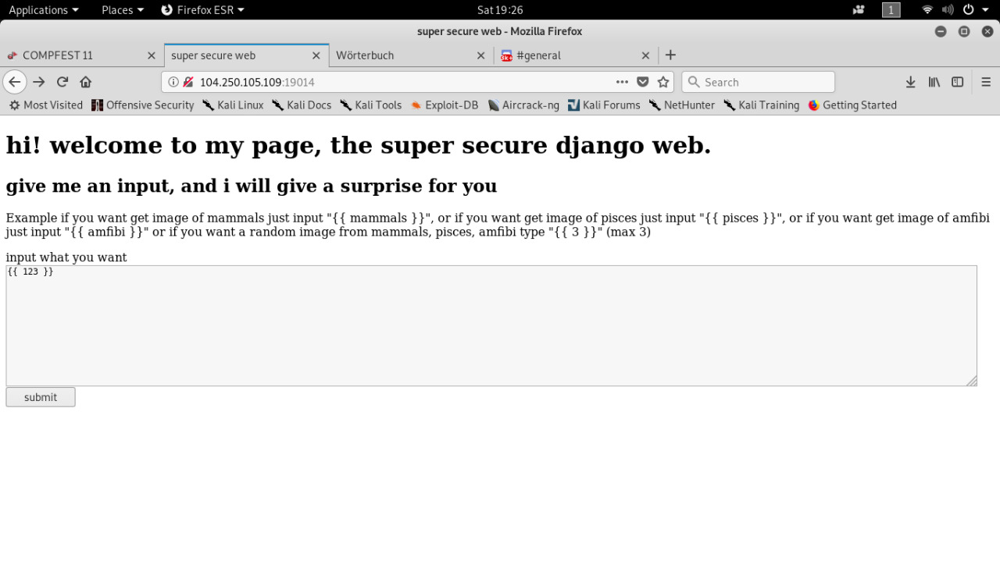 Applications Places Firefox ESR Sat 19:26 1
super secure web - Mozilla Firefox
COMPFEST 11 super secure web Wörterbuch #general
104.250.105.109:19014 Search
Most Visited Offensive Security Kali Linux Kali Docs Kali Tools Exploit-DB Aircrack-ng Kali Forums NetHunter Kali Training Getting Started
hi! welcome to my page, the super secure django web.
give me an input, and i will give a surprise for you
Example if you want get image of mammals just input "{{ mammals }}", or if you want get image of pisces just input "{{ pisces }}", or if you want get image of amfibi
just input "{{ amfibi }}" or if you want a random image from mammals, pisces, amfibi type "{{ 3 }}" (max 3)
input what you want
{{ 123 }}
submit